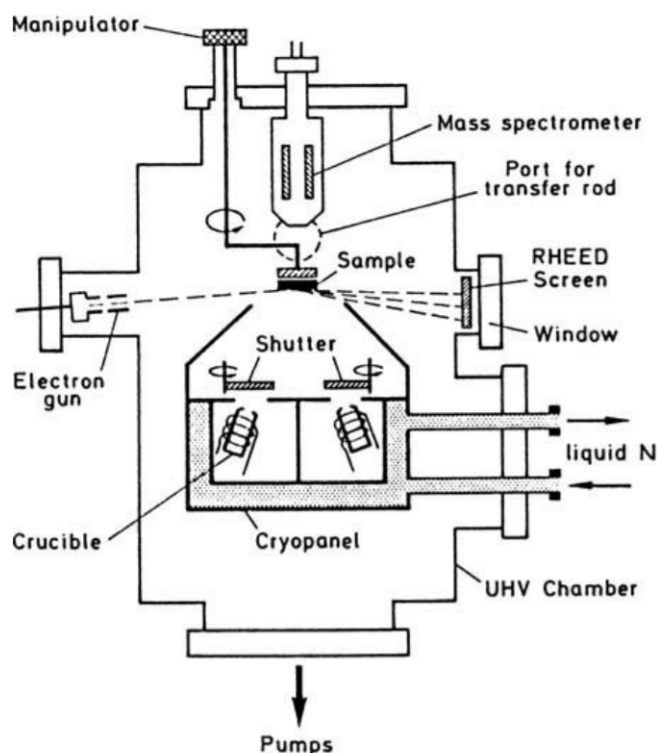 Manipulator
Mass spectrometer
Port for
transfer rod
RHEED
Screen
Sample
Window
Shutter
Electron
gun
liquid N
Crucible
Cryopanel
UHV Chamber
Pumps